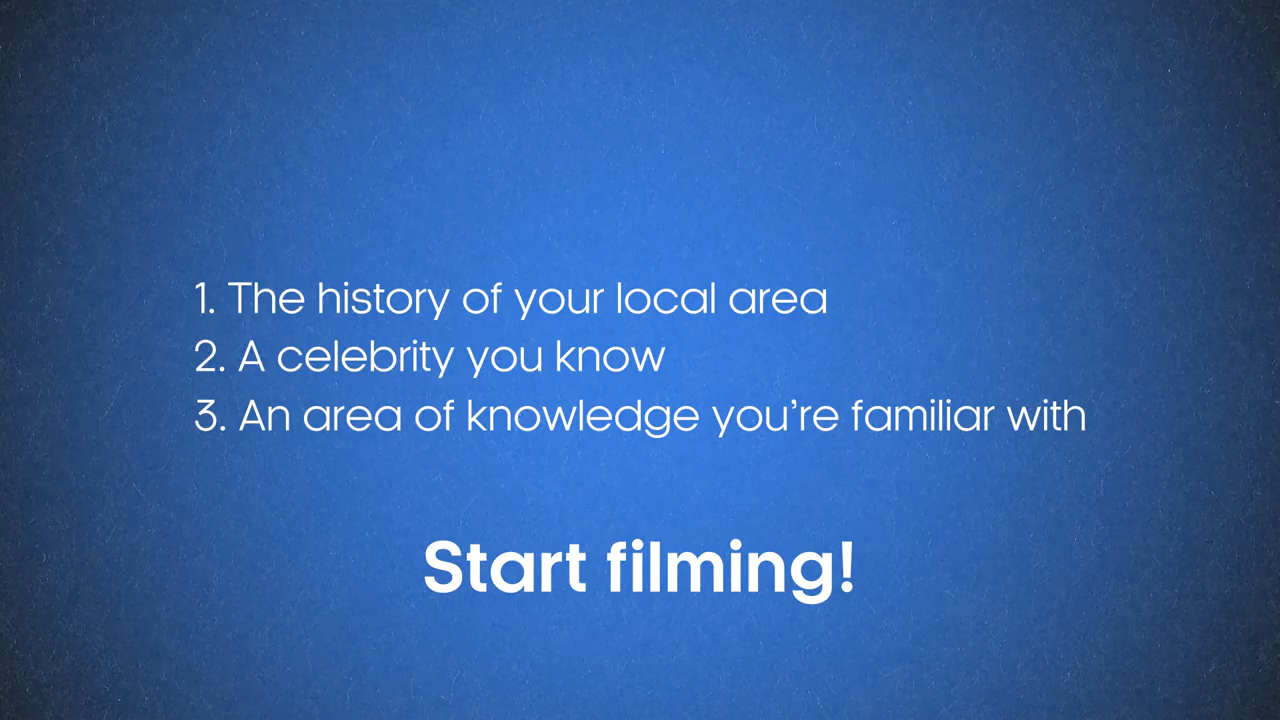 1. The history of your local area
2. A celebrity you know
3. An area of knowledge you’re familiar with
Start filming!